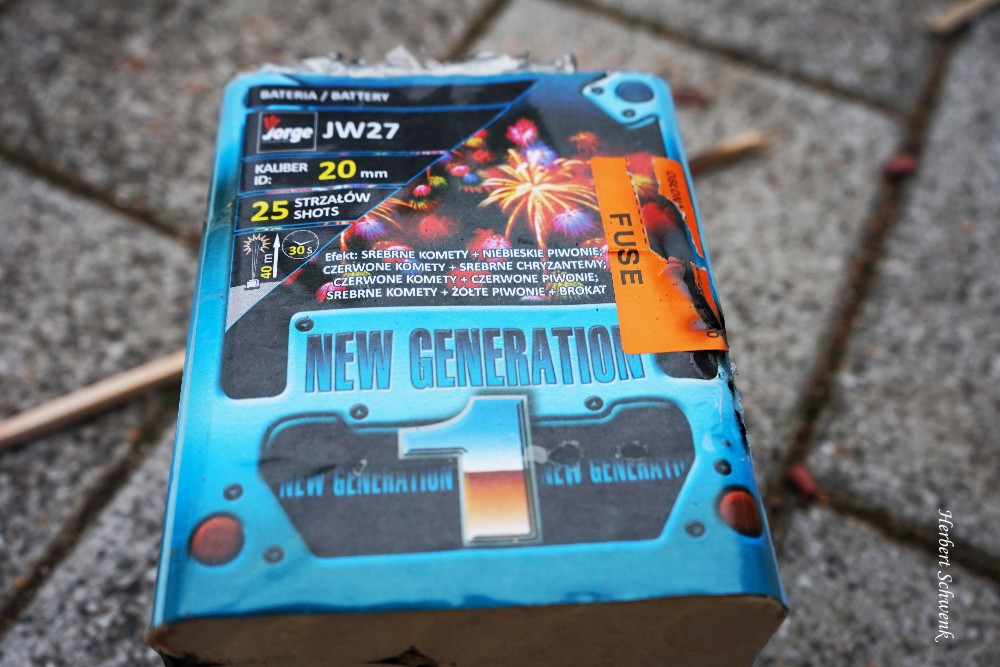 BATERIA / BATTERY
Jorge JW27
KALIBER ID: 20 mm
25 STRZAŁÓW SHOTS
40 m
30 s
Efekt: SREBRNE KOMETY + NIEBIESKIE PIWONIE;
CZERWONE KOMETY + SREBRNE CHRYZANTEMY;
CZERWONE KOMETY + CZERWONE PIWONIE;
SREBRNE KOMETY + ŻÓŁTE PIWONIE + BROKAT
FUSE
NEW GENERATION
1
NEW GENERATION
NEW GENERATI
Herbert Schwenk